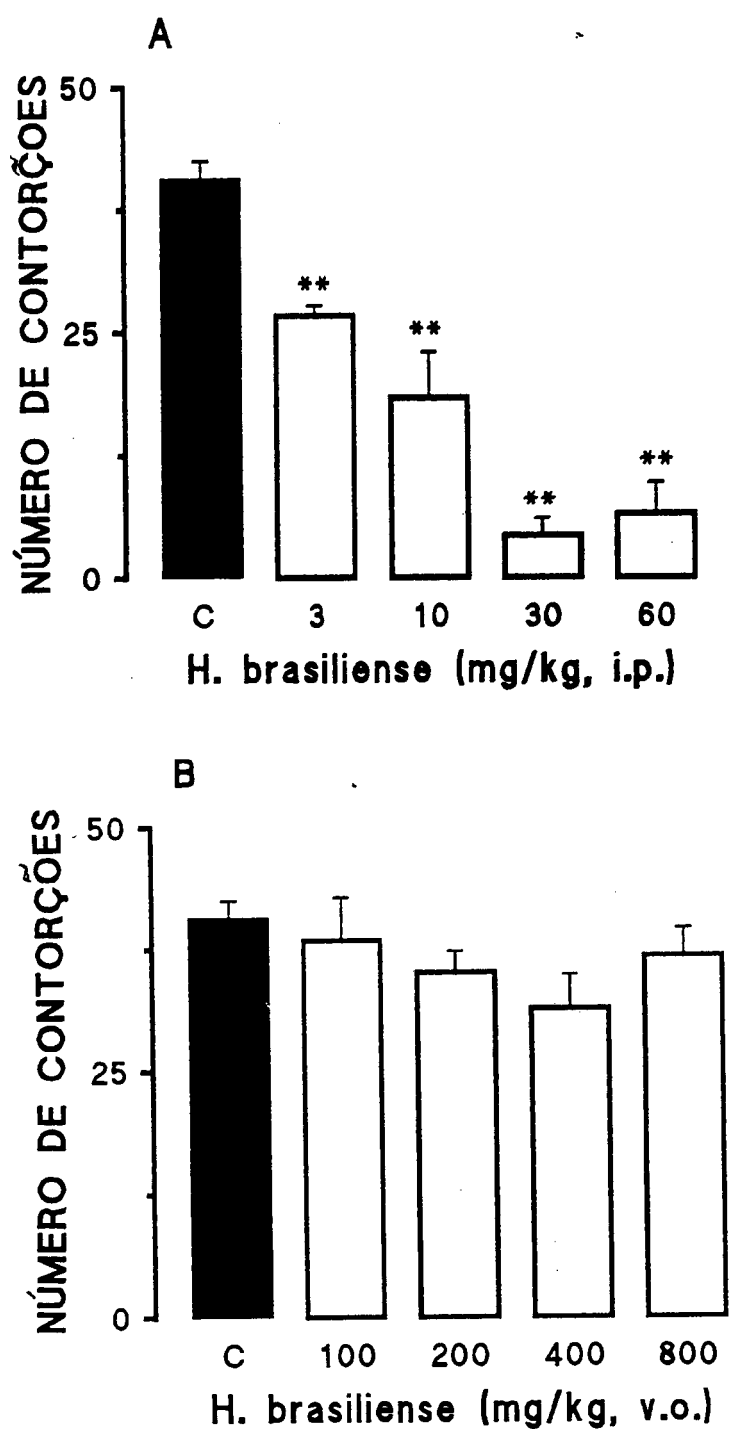 A
NÚMERO DE CONTORÇÕES
50
25
0
**
**
**
**
C 3 10 30 60
H. brasiliense (mg/kg, i.p.)
B
NÚMERO DE CONTORÇÕES
50
25
0
C 100 200 400 800
H. brasiliense (mg/kg, v.o.)